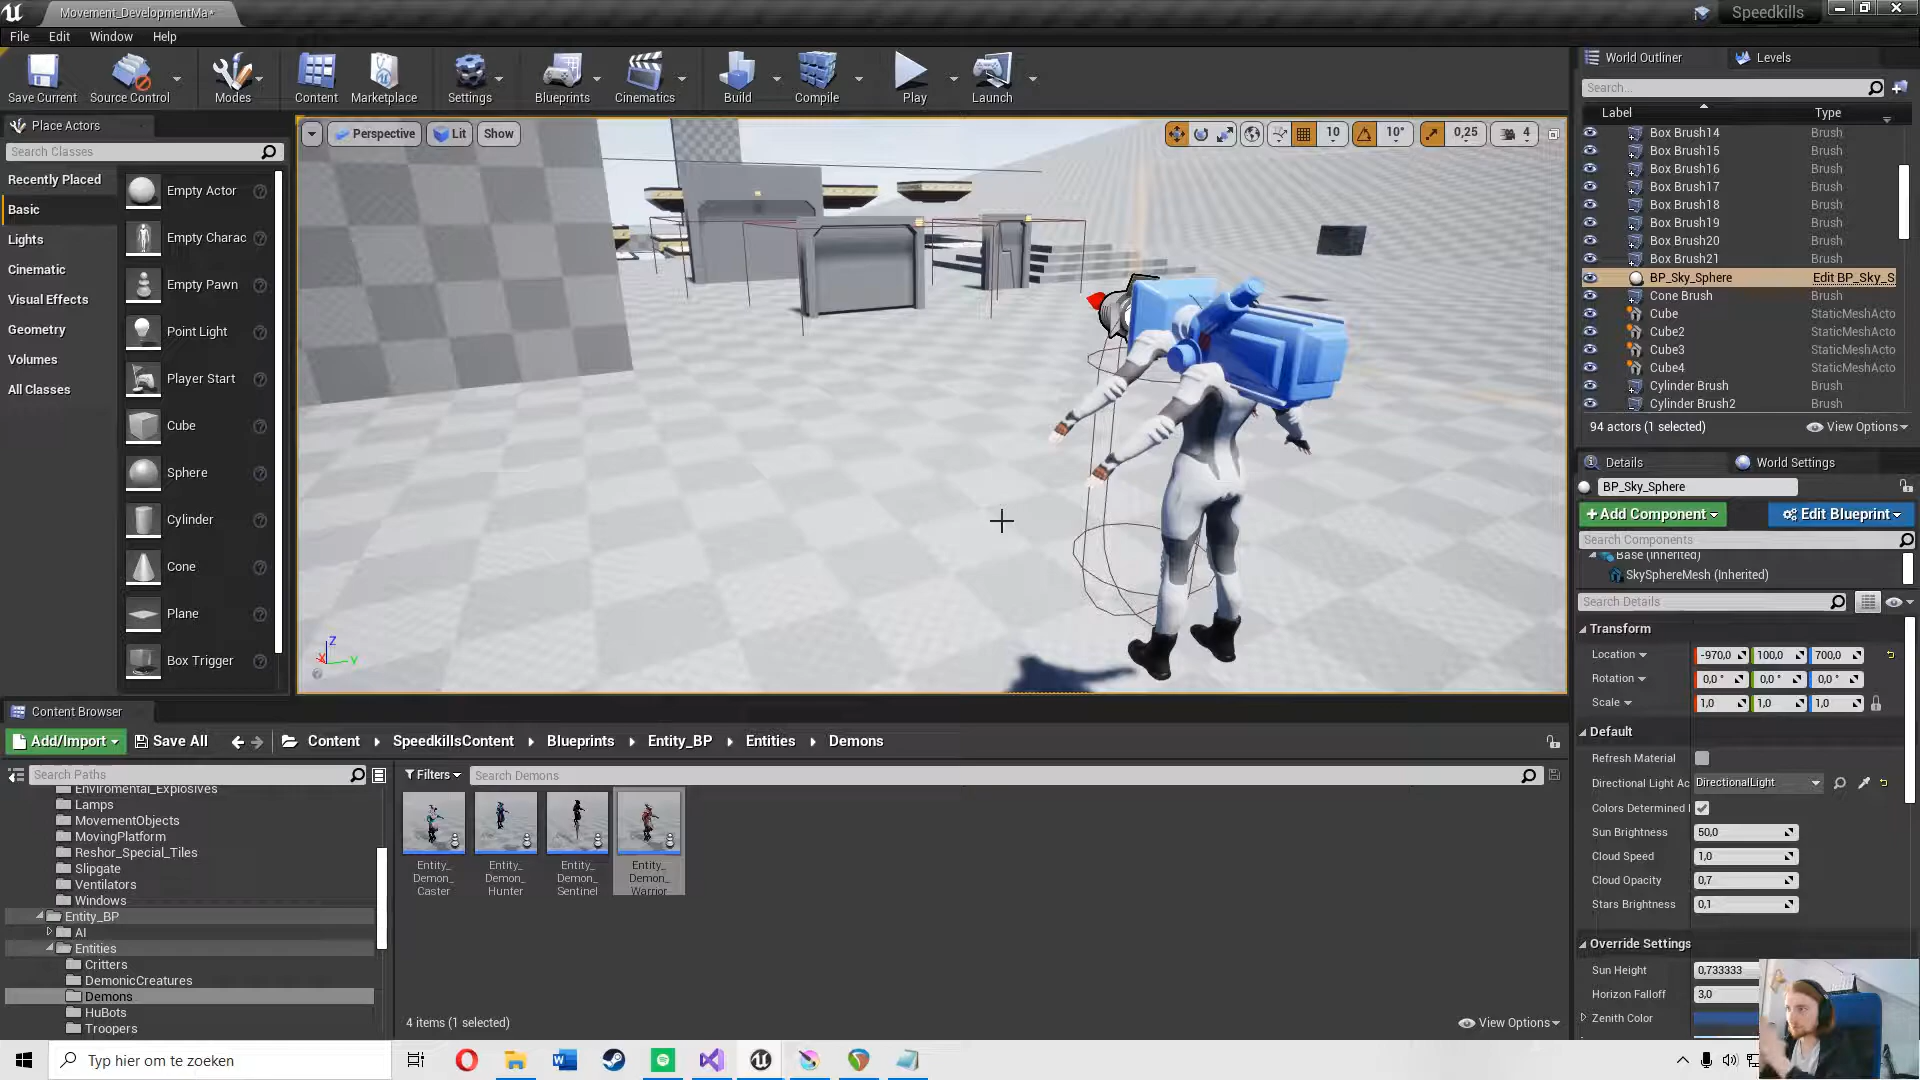 Movement_DevelopmentMa*
Speedkills
File
Edit
Window
Help
Save Current
Source Control
Modes
Content
Marketplace
Settings
Blueprints
Cinematics
Build
Compile
Play
Launch
World Outliner
Levels
Search...
Label
Type
Box Brush14
Brush
Box Brush15
Brush
Box Brush16
Brush
Box Brush17
Brush
Box Brush18
Brush
Box Brush19
Brush
Box Brush20
Brush
Box Brush21
Brush
BP_Sky_Sphere
Edit BP_Sky_S
Cone Brush
Brush
Cube
StaticMeshActo
Cube2
StaticMeshActo
Cube3
StaticMeshActo
Cube4
StaticMeshActo
Cylinder Brush
Brush
Cylinder Brush2
Brush
94 actors (1 selected)
View Options
Place Actors
Search Classes
Recently Placed
Basic
Lights
Cinematic
Visual Effects
Geometry
Volumes
All Classes
Empty Actor
Empty Charac
Empty Pawn
Point Light
Player Start
Cube
Sphere
Cylinder
Cone
Plane
Box Trigger
Perspective
Lit
Show
10
10°
0,25
4
Z
X
Y
Details
World Settings
BP_Sky_Sphere
+Add Component
Edit Blueprint
Search Components
Base (Inherited)
SkySphereMesh (Inherited)
Search Details
Transform
Location
-970,0
100,0
700,0
Rotation
0,0 °
0,0 °
0,0 °
Scale
1,0
1,0
1,0
Default
Refresh Material
Directional Light Ac
DirectionalLight
Colors Determined
Sun Brightness
50,0
Cloud Speed
1,0
Cloud Opacity
0,7
Stars Brightness
0,1
Override Settings
Sun Height
0,733333
Horizon Falloff
3,0
Zenith Color
Content Browser
Add/Import
Save All
Content
SpeedkillsContent
Blueprints
Entity_BP
Entities
Demons
Search Paths
Filters
Search Demons
Enviromental_Explosives
Lamps
MovementObjects
MovingPlatform
Reshor_Special_Tiles
Slipgate
Ventilators
Windows
Entity_BP
AI
Entities
Critters
DemonicCreatures
Demons
HuBots
Troopers
Entity_
Demon_
Caster
Entity_
Demon_
Hunter
Entity_
Demon_
Sentinel
Entity_
Demon_
Warrior
4 items (1 selected)
View Options
Typ hier om te zoeken